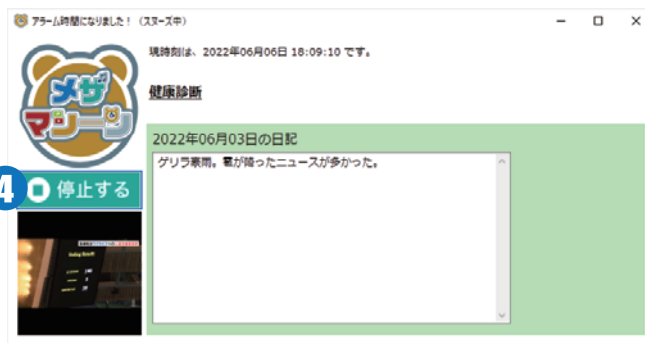 アラーム時間になりました！（スヌーズ中）
現時刻は、2022年06月06日 18:09:10 です。
メザマシーン
健康診断
2022年06月03日の日記
ゲリラ豪雨。雹が降ったニュースが多かった。
4
停止する